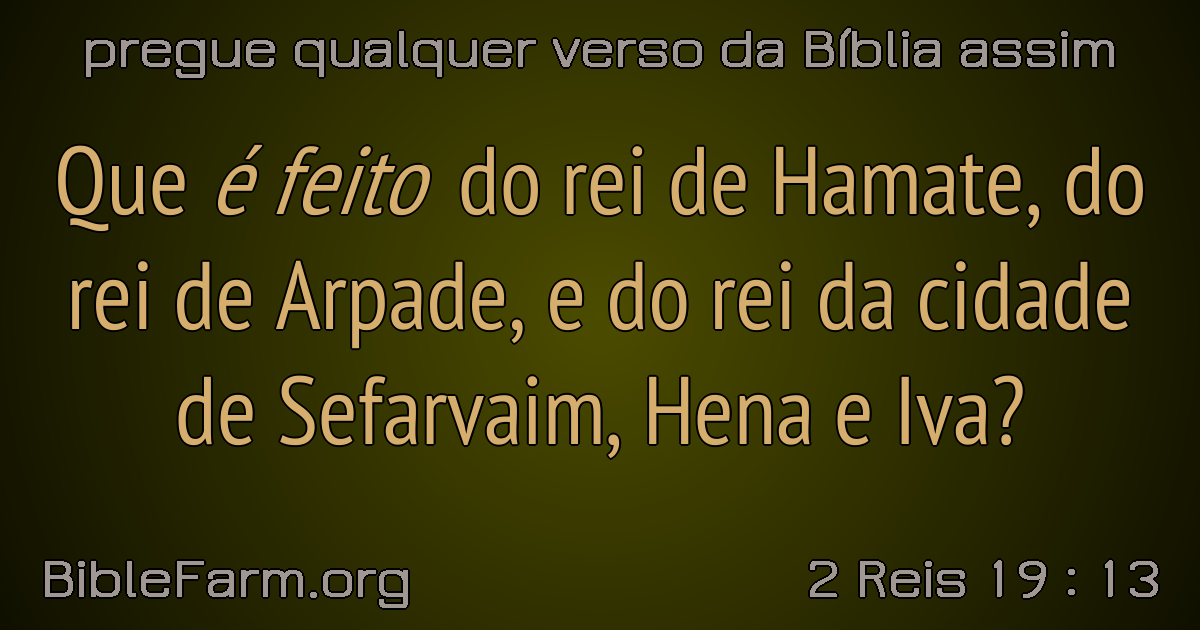 pregue qualquer verso da Bíblia assim
Que é feito do rei de Hamate, do
rei de Arpade, e do rei da cidade
de Sefarvaim, Hena e Iva?
BibleFarm.org
2 Reis 19 : 13